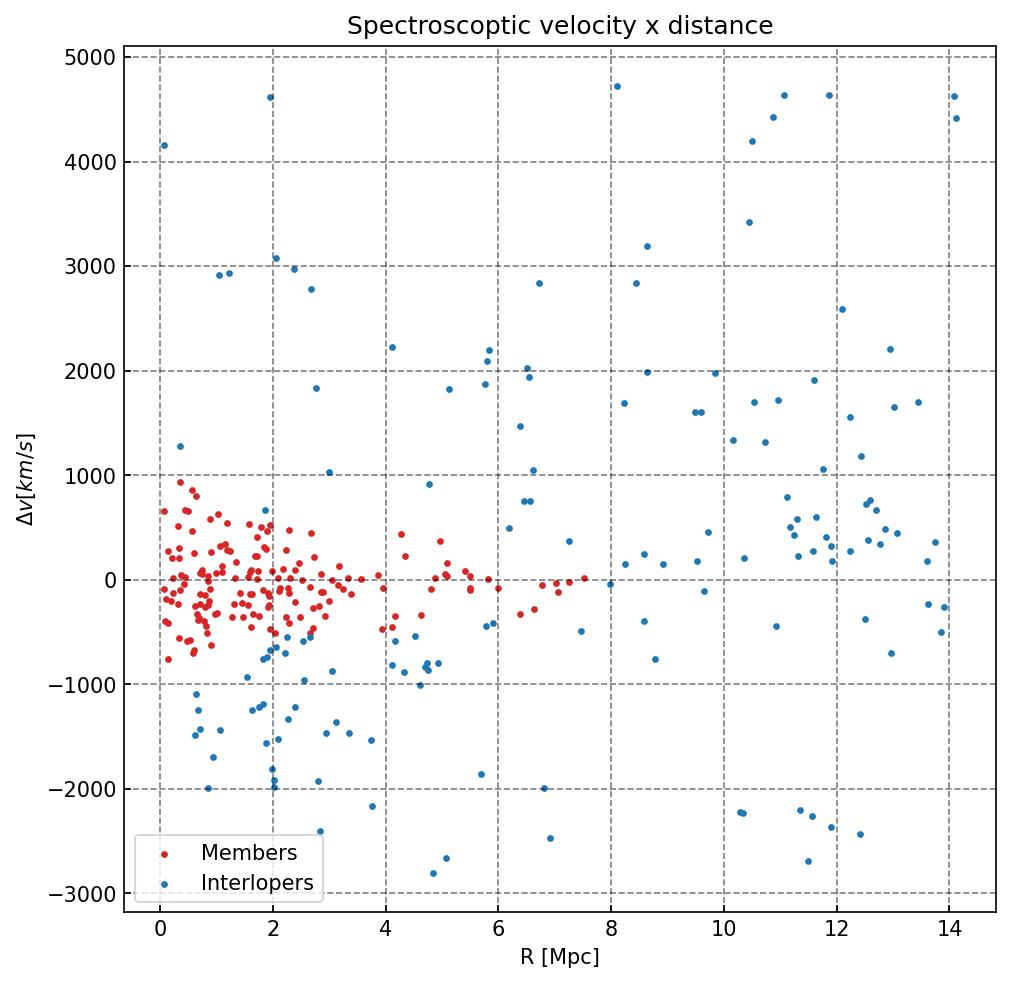 Spectroscoptic velocity x distance
5000
4000
3000
2000
1000
0
−1000
−2000
−3000
Δv[km/s]
Members
Interlopers
0 2 4 6 8 10 12 14
R [Mpc]